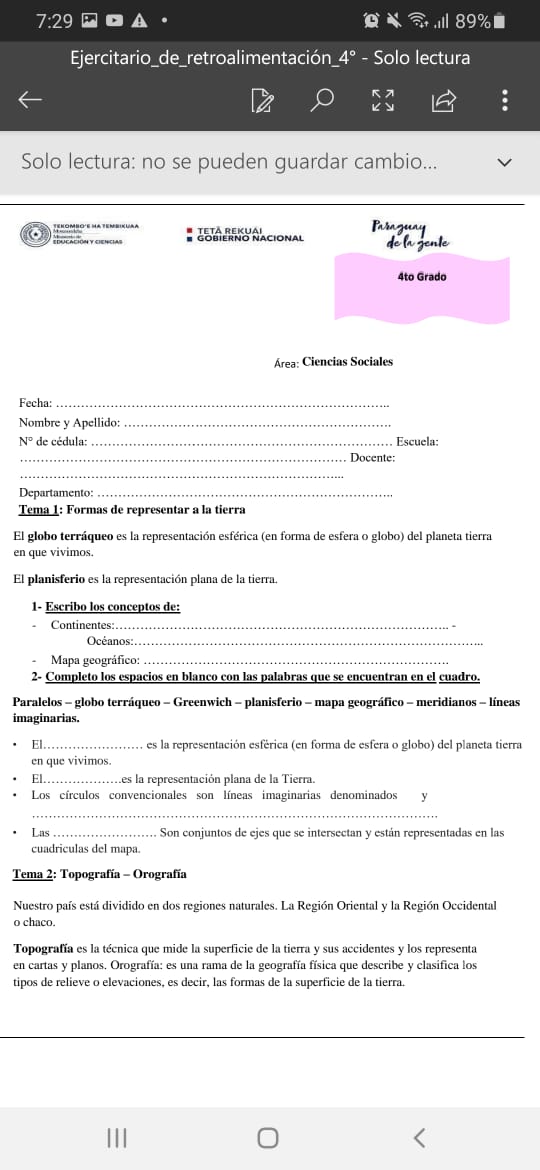 7:29
89%
Ejercitario_de_retroalimentación_4° - Solo lectura
Solo lectura: no se pueden guardar cambio...
TEKOMBO'E HA TEMBIKUAA
EDUCACIÓN Y CIENCIAS
TETÃ REKUÁI
GOBIERNO NACIONAL
Paraguay
de la gente
4to Grado
Área: Ciencias Sociales
Fecha: ……………………………………………………………………..
Nombre y Apellido: ……………………………………………………….
N° de cédula: ……………………………………………………………… Escuela:
…………………………………………………………………… Docente:
…………………………………………………………………....
Departamento: ……………………………………………………………..
Tema 1: Formas de representar a la tierra
El globo terráqueo es la representación esférica (en forma de esfera o globo) del planeta tierra
en que vivimos.
El planisferio es la representación plana de la tierra.
1- Escribo los conceptos de:
- Continentes:…………………………………………………………………….. -
Océanos:………………………………………………………………………...
- Mapa geográfico: ……………………………………………………………….
2- Completo los espacios en blanco con las palabras que se encuentran en el cuadro.
Paralelos – globo terráqueo – Greenwich – planisferio – mapa geográfico – meridianos – líneas
imaginarias.
• El…………………… es la representación esférica (en forma de esfera o globo) del planeta tierra
en que vivimos.
• El……………….es la representación plana de la Tierra.
• Los círculos convencionales son líneas imaginarias denominados y
……………………………………………………………………………………
• Las ……………………. Son conjuntos de ejes que se intersectan y están representadas en las
cuadriculas del mapa.
Tema 2: Topografía – Orografía
Nuestro país está dividido en dos regiones naturales. La Región Oriental y la Región Occidental
o chaco.
Topografía es la técnica que mide la superficie de la tierra y sus accidentes y los representa
en cartas y planos. Orografía: es una rama de la geografía física que describe y clasifica los
tipos de relieve o elevaciones, es decir, las formas de la superficie de la tierra.